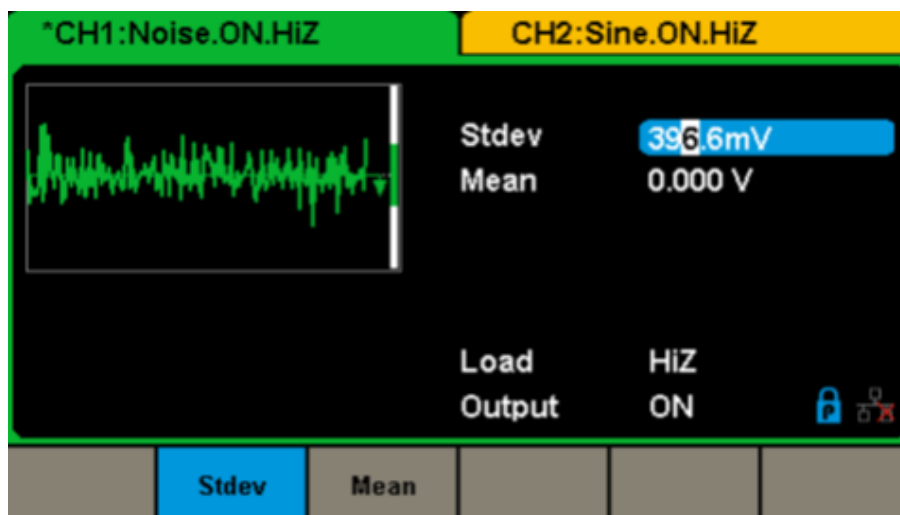 *CH1:Noise.ON.HiZ CH2:Sine.ON.HiZ
Stdev 396.6mV
Mean 0.000 V
Load HiZ
Output ON P
Stdev Mean